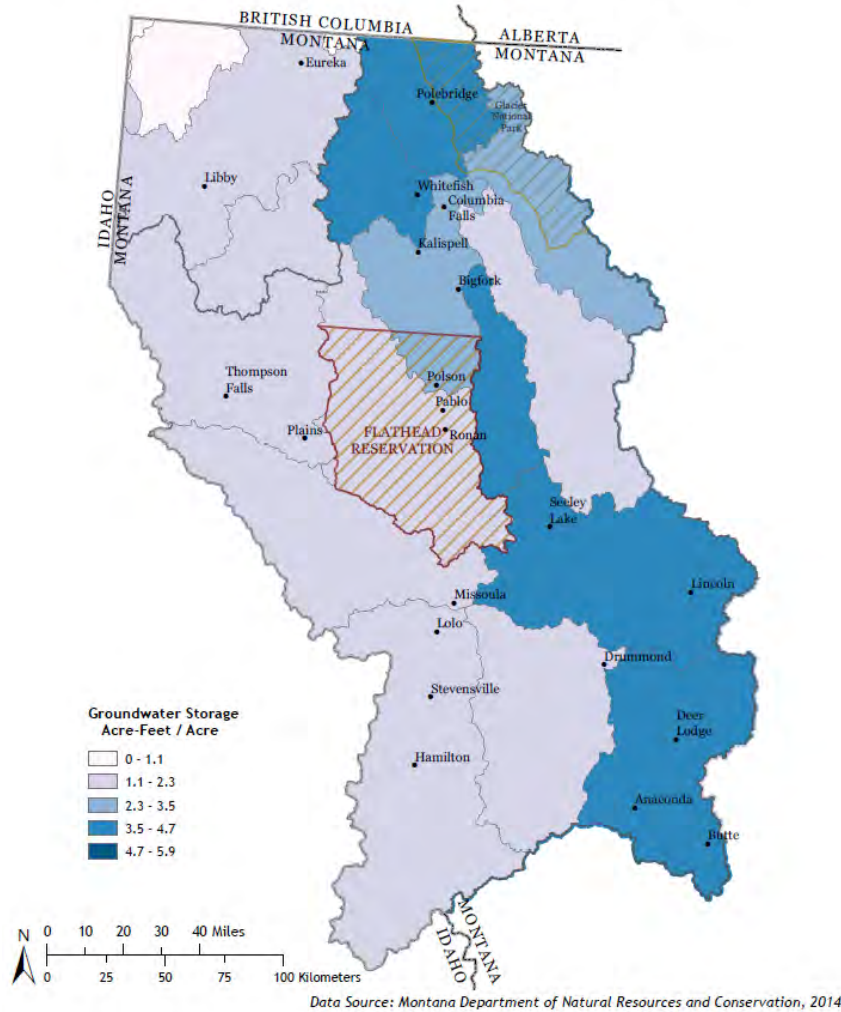 BRITISH COLUMBIA
MONTANA
ALBERTA
MONTANA
Eureka
Polebridge
Glacier
National
Park
Libby
Whitefish
Columbia
Falls
IDAHO
MONTANA
Kalispell
Bigfork
Thompson
Falls
Polson
Pablo
Plains
FLATHEAD
RESERVATION
Ronan
Seeley
Lake
Lincoln
Missoula
Lolo
Drummond
Stevensville
Deer
Lodge
Hamilton
Anaconda
Butte
Groundwater Storage
Acre-Feet / Acre
0 - 1.1
1.1 - 2.3
2.3 - 3.5
3.5 - 4.7
4.7 - 5.9
MONTANA
IDAHO
N
0 10 20 30 40 Miles
0 25 50 75 100 Kilometers
Data Source: Montana Department of Natural Resources and Conservation, 2014